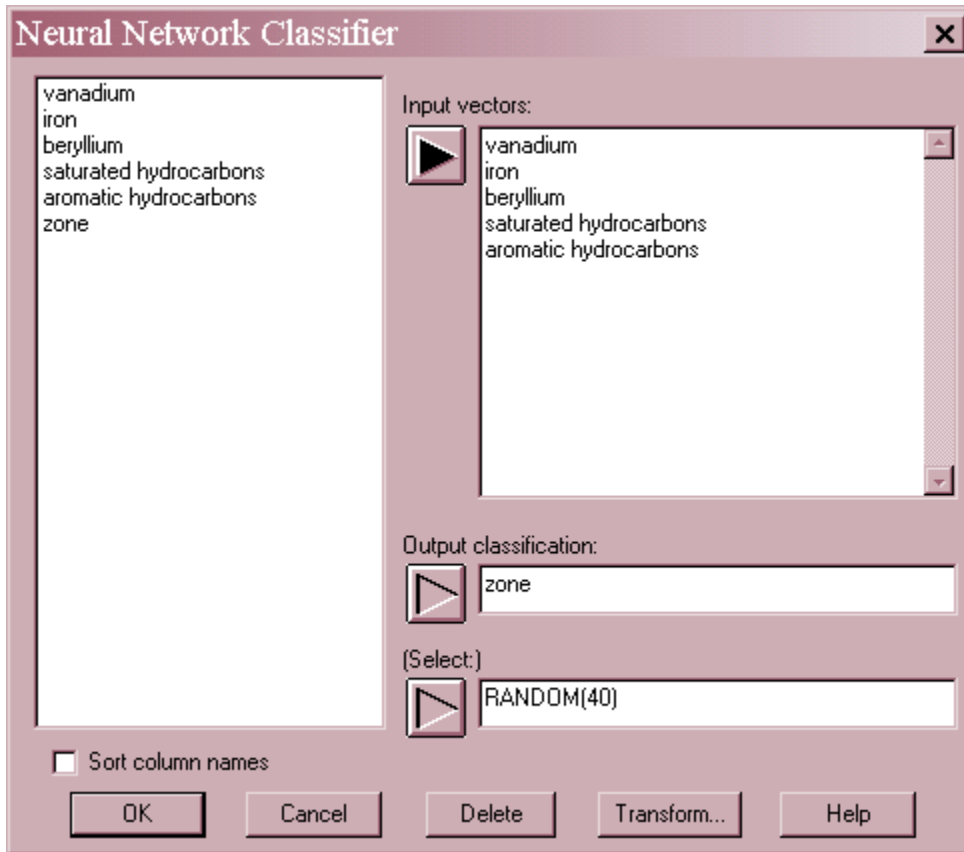 Neural Network Classifier
vanadium
iron
beryllium
saturated hydrocarbons
aromatic hydrocarbons
zone
Input vectors:
vanadium
iron
beryllium
saturated hydrocarbons
aromatic hydrocarbons
Output classification:
zone
(Select:)
RANDOM(40)
Sort column names
OK Cancel Delete Transform... Help